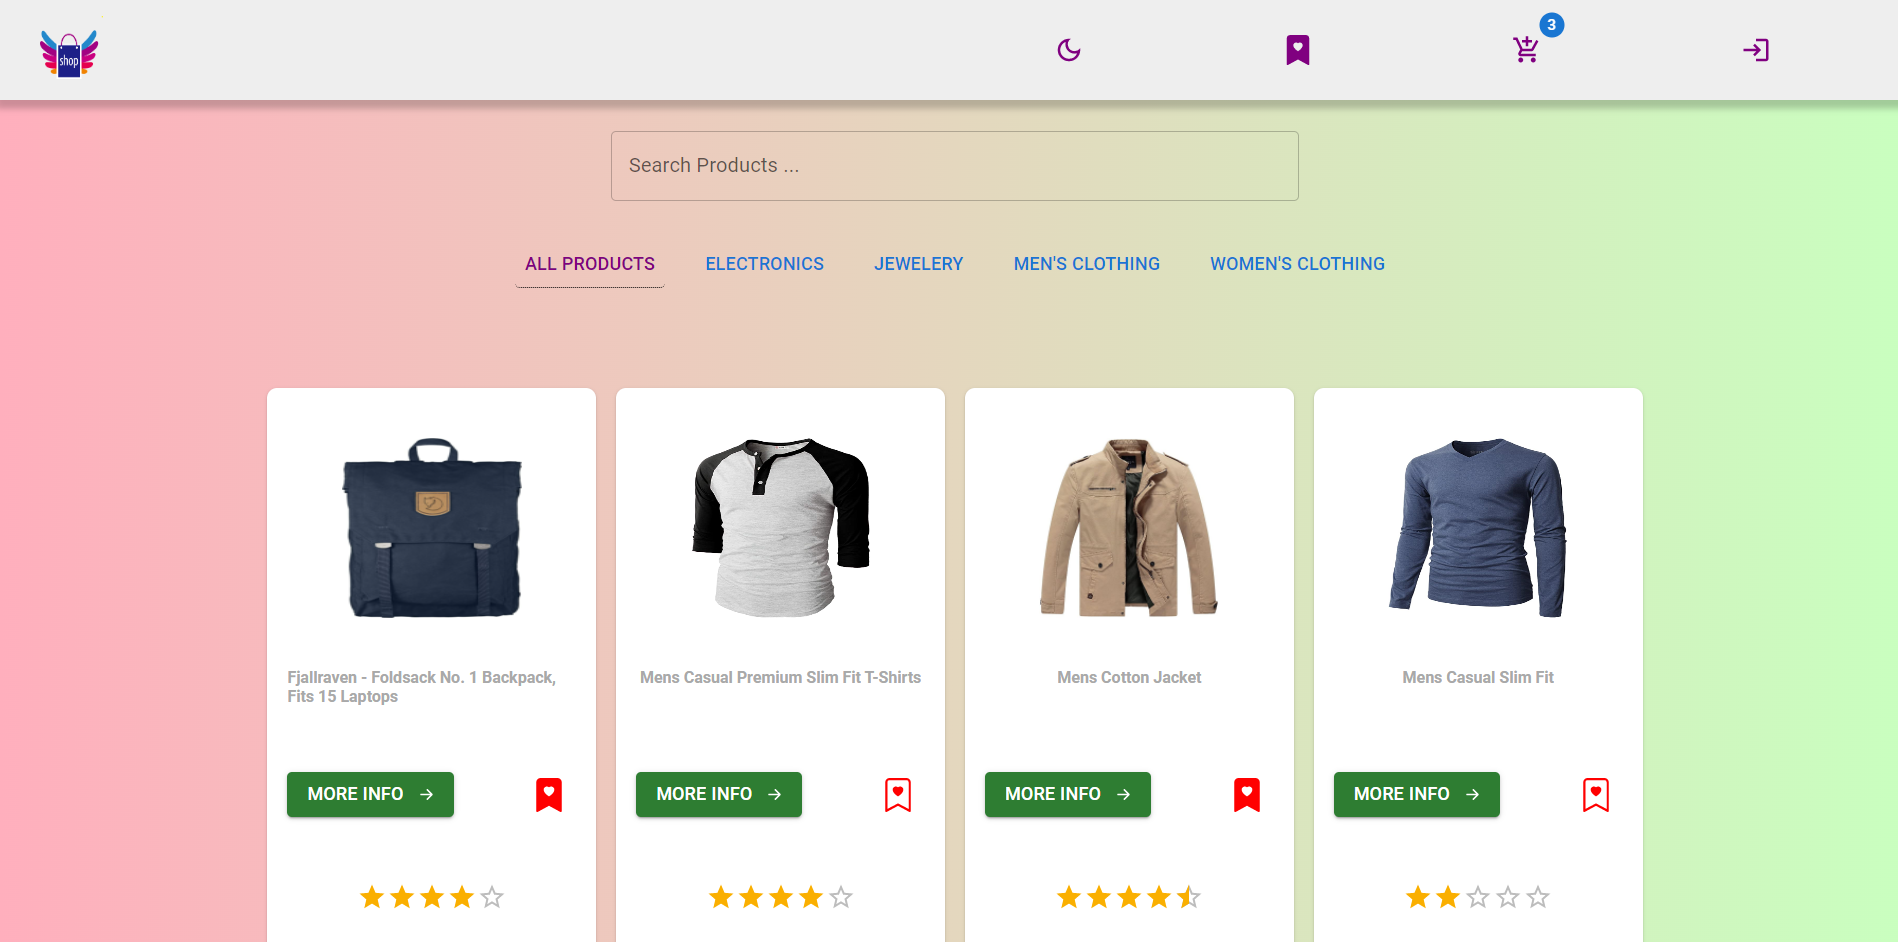 shop
3
Search Products ...
ALL PRODUCTS
ELECTRONICS
JEWELERY
MEN'S CLOTHING
WOMEN'S CLOTHING
Fjallraven - Foldsack No. 1 Backpack,
Fits 15 Laptops
Mens Casual Premium Slim Fit T-Shirts
Mens Cotton Jacket
Mens Casual Slim Fit
MORE INFO
MORE INFO
MORE INFO
MORE INFO